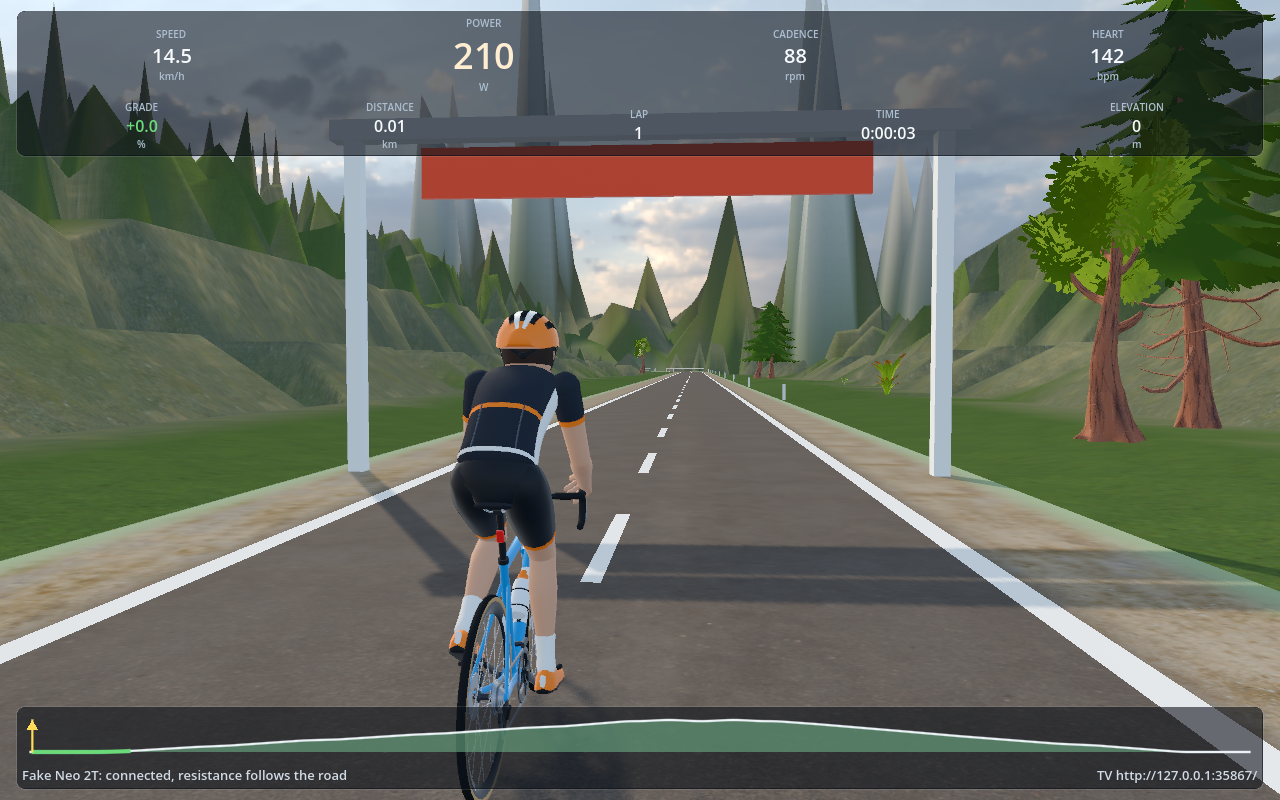 SPEED
14.5
km/h
POWER
210
W
CADENCE
88
rpm
HEART
142
bpm
GRADE
+0.0
%
DISTANCE
0.01
km
LAP
1
TIME
0:00:03
ELEVATION
0
m
Fake Neo 2T: connected, resistance follows the road
TV http://127.0.0.1:35867/